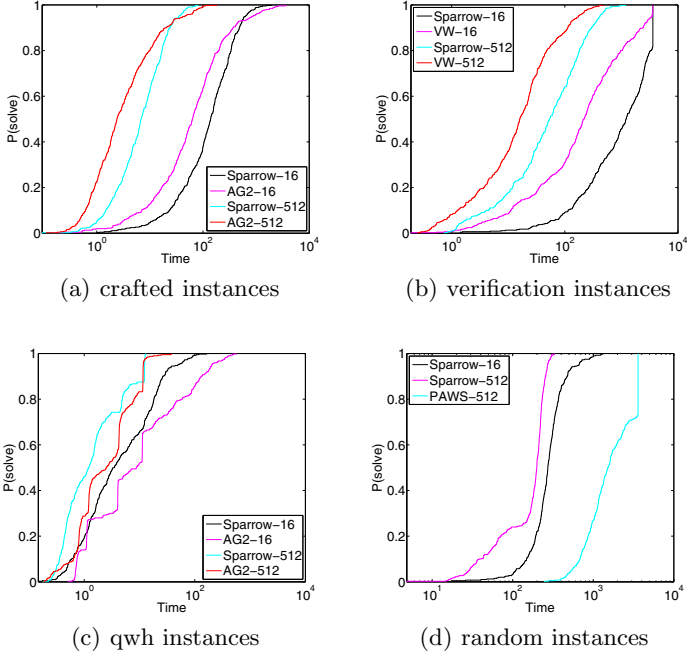 1
0.8
0.6
0.4
0.2
0
P(solve)
10^0
10^2
10^4
Time
Sparrow−16
AG2−16
Sparrow−512
AG2−512
(a) crafted instances
1
0.8
0.6
0.4
0.2
0
P(solve)
10^0
10^2
10^4
Time
Sparrow−16
VW−16
Sparrow−512
VW−512
(b) verification instances
1
0.8
0.6
0.4
0.2
0
P(solve)
10^0
10^2
10^4
Time
Sparrow−16
AG2−16
Sparrow−512
AG2−512
(c) qwh instances
1
0.8
0.6
0.4
0.2
0
P(solve)
10^1
10^2
10^3
10^4
Time
Sparrow−16
Sparrow−512
PAWS−512
(d) random instances